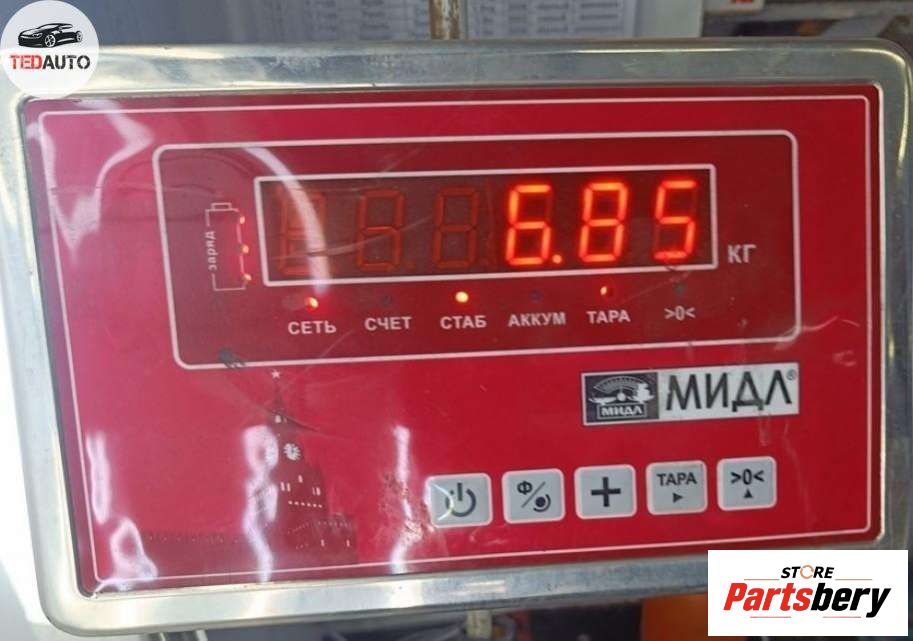 TEDAUTO
заряд
6.85
КГ
СЕТЬ СЧЕТ СТАБ АККУМ ТАРА >0<
МИДЛ МИДЛ®
Ф ТАРА >0<
STORE
Partsbery